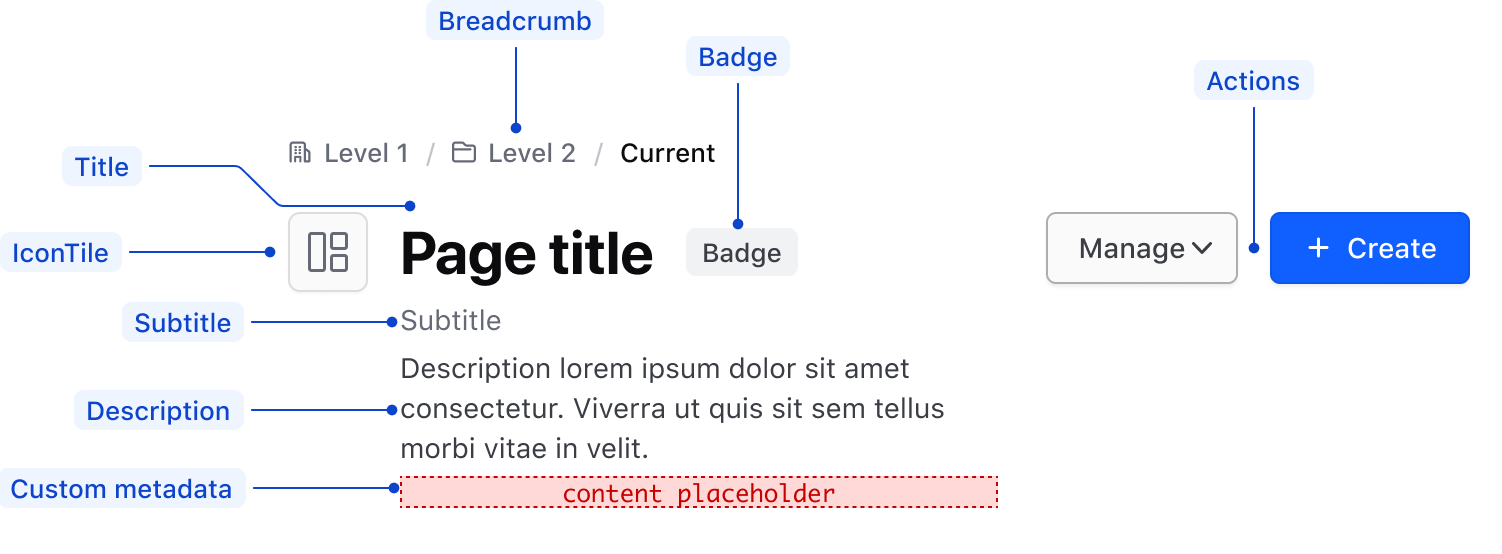 Breadcrumb
Badge
Actions
Title
Level 1 / Level 2 / Current
IconTile
Page title
Badge
Manage
+ Create
Subtitle
Subtitle
Description
Description lorem ipsum dolor sit amet
consectetur. Viverra ut quis sit sem tellus
morbi vitae in velit.
Custom metadata
content placeholder